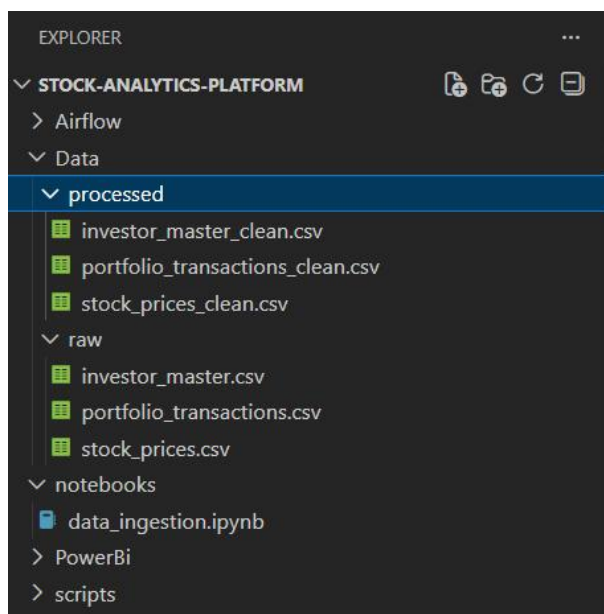 EXPLORER
STOCK-ANALYTICS-PLATFORM
Airflow
Data
processed
investor_master_clean.csv
portfolio_transactions_clean.csv
stock_prices_clean.csv
raw
investor_master.csv
portfolio_transactions.csv
stock_prices.csv
notebooks
data_ingestion.ipynb
PowerBi
scripts